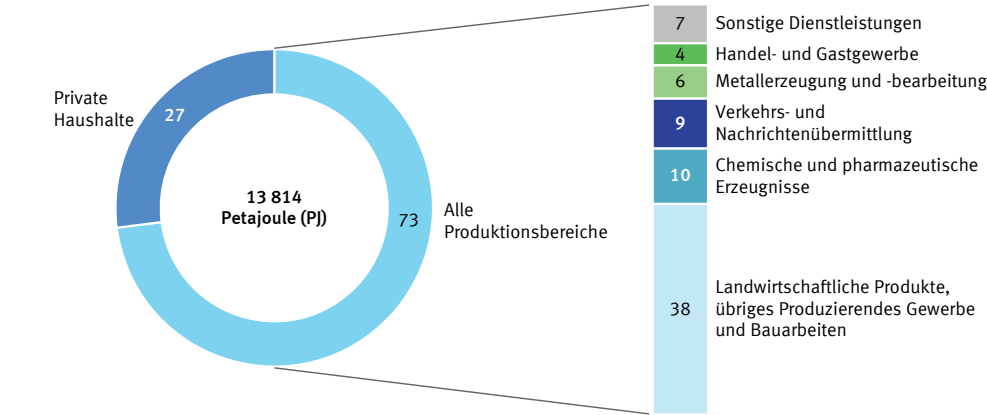 Private
Haushalte
27
13 814
Petajoule (PJ)
73
Alle
Produktionsbereiche
7
Sonstige Dienstleistungen
4
Handel- und Gastgewerbe
6
Metallerzeugung und -bearbeitung
9
Verkehrs- und
Nachrichtenübermittlung
10
Chemische und pharmazeutische
Erzeugnisse
38
Landwirtschaftliche Produkte,
übriges Produzierendes Gewerbe
und Bauarbeiten